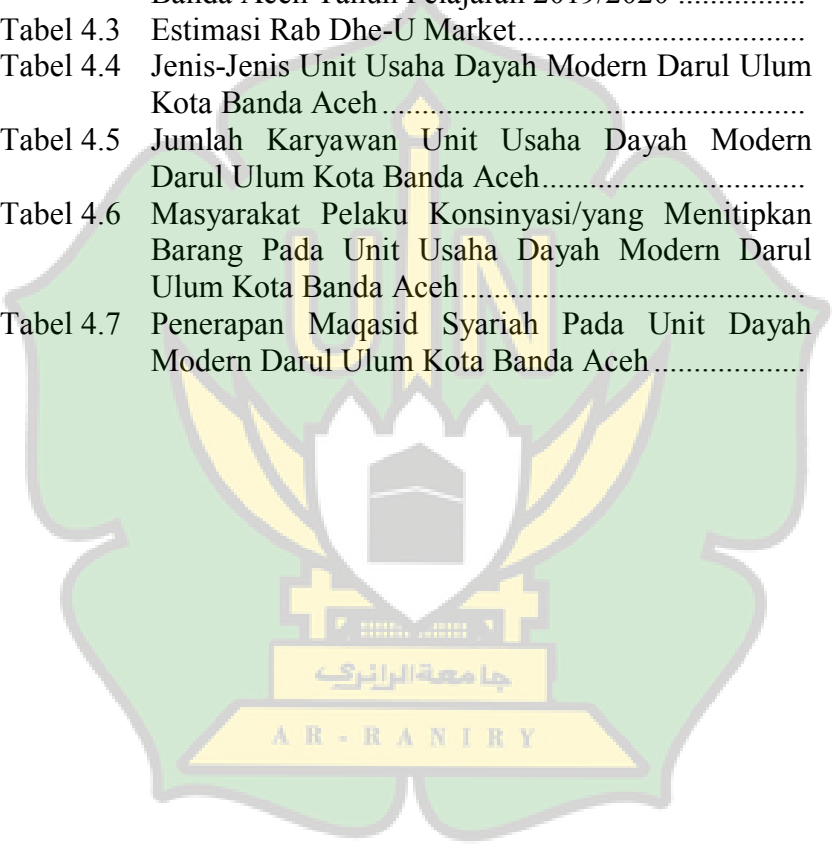 Banda Aceh Tahun Pelajaran 2019/2020 ................
Tabel 4.3 Estimasi Rab Dhe-U Market...................................
Tabel 4.4 Jenis-Jenis Unit Usaha Dayah Modern Darul Ulum
Kota Banda Aceh ...................................................
Tabel 4.5 Jumlah Karyawan Unit Usaha Dayah Modern
Darul Ulum Kota Banda Aceh................................
Tabel 4.6 Masyarakat Pelaku Konsinyasi/yang Menitipkan
Barang Pada Unit Usaha Dayah Modern Darul
Ulum Kota Banda Aceh..........................................
Tabel 4.7 Penerapan Maqasid Syariah Pada Unit Dayah
Modern Darul Ulum Kota Banda Aceh ..................
UIN
جامعة الرانري
AR-RANIRY